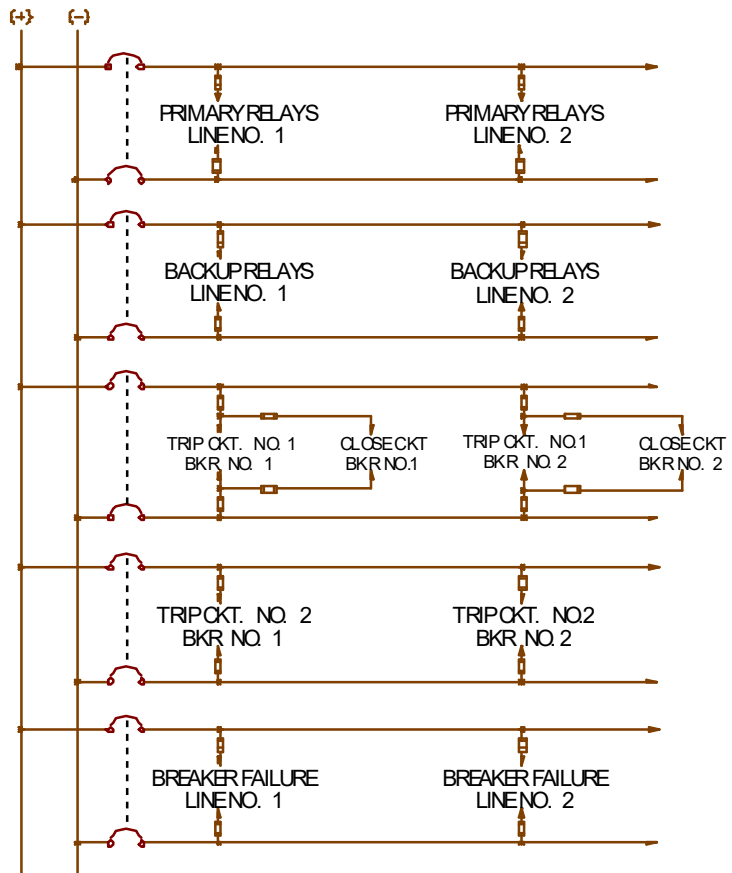 (+) (-)
PRIMARY RELAYS PRIMARY RELAYS
LINE NO. 1 LINE NO. 2
BACKUP RELAYS BACKUP RELAYS
LINE NO. 1 LINE NO. 2
TRIP CKT. NO. 1 CLOSE CKT TRIP CKT. NO.1 CLOSE CKT
BKR NO. 1 BKR NO.1 BKR NO. 2 BKR NO. 2
TRIP CKT. NO. 2 TRIP CKT. NO.2
BKR NO. 1 BKR NO. 2
BREAKER FAILURE BREAKER FAILURE
LINE NO. 1 LINE NO. 2